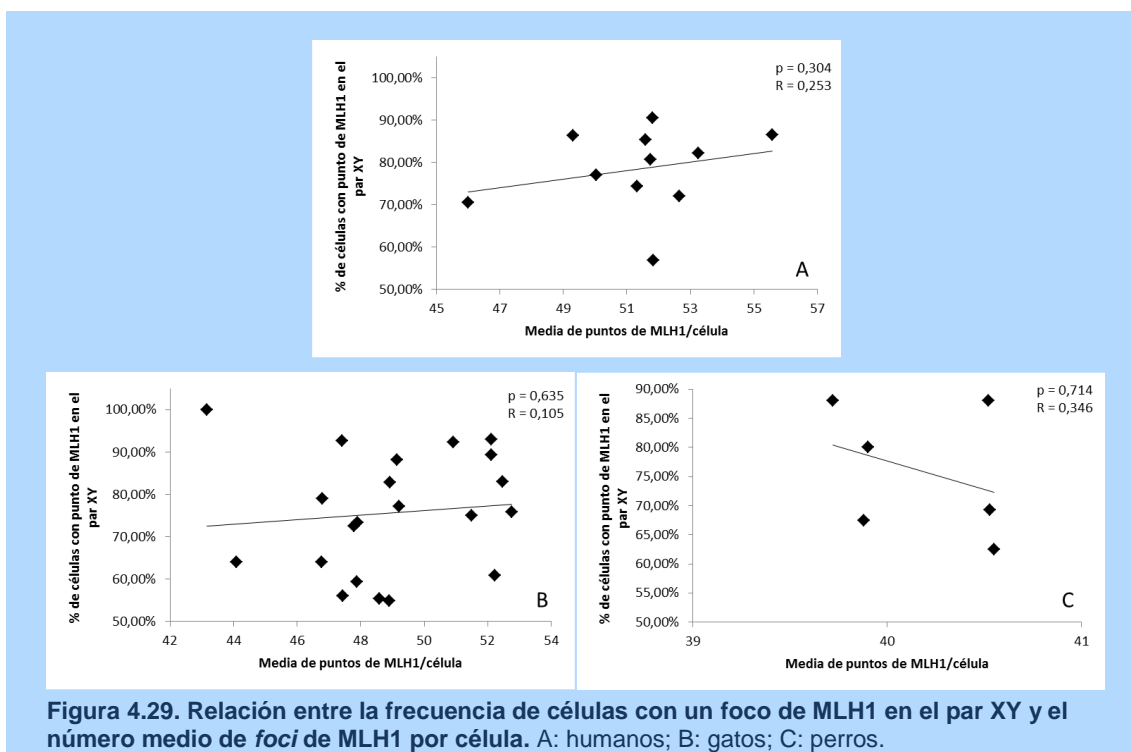 p = 0,304
R = 0,253
% de células con punto de MLH1 en el
par XY
100,00%
90,00%
80,00%
70,00%
60,00%
50,00%
A
45 47 49 51 53 55 57
Media de puntos de MLH1/célula
p = 0,635
R = 0,105
% de células con punto de MLH1 en el
par XY
100,00%
90,00%
80,00%
70,00%
60,00%
50,00%
B
42 44 46 48 50 52 54
Media de puntos de MLH1/célula
p = 0,714
R = 0,346
% de células con punto de MLH1 en el
par XY
90,00%
85,00%
80,00%
75,00%
70,00%
65,00%
60,00%
55,00%
50,00%
C
39 40 41
Media de puntos de MLH1/célula
Figura 4.29. Relación entre la frecuencia de células con un foco de MLH1 en el par XY y el
número medio de foci de MLH1 por célula. A: humanos; B: gatos; C: perros.